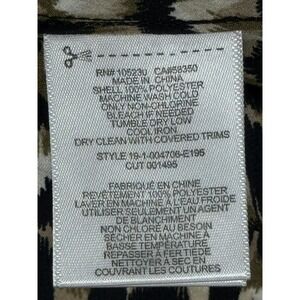 RN# 105230 CA#58350
MADE IN CHINA
SHELL 100% POLYESTER
MACHINE WASH COLD
ONLY NON-CHLORINE
BLEACH IF NEEDED
TUMBLE DRY LOW
COOL IRON
DRY CLEAN WITH COVERED TRIMS
STYLE 19-1-004706-E195
CUT 001495
FABRIQUÉ EN CHINE
REVÊTEMENT 100% POLYESTER
LAVER EN MACHINE À L'EAU FROIDE
UTILISER SEULEMENT UN AGENT
DE BLANCHIMENT
NON CHLORÉ AU BESOIN
SÉCHER EN MACHINE À
BASSE TEMPÉRATURE
REPASSER À FER TIÈDE
NETTOYER À SEC EN
COUVRANT LES COUTURES